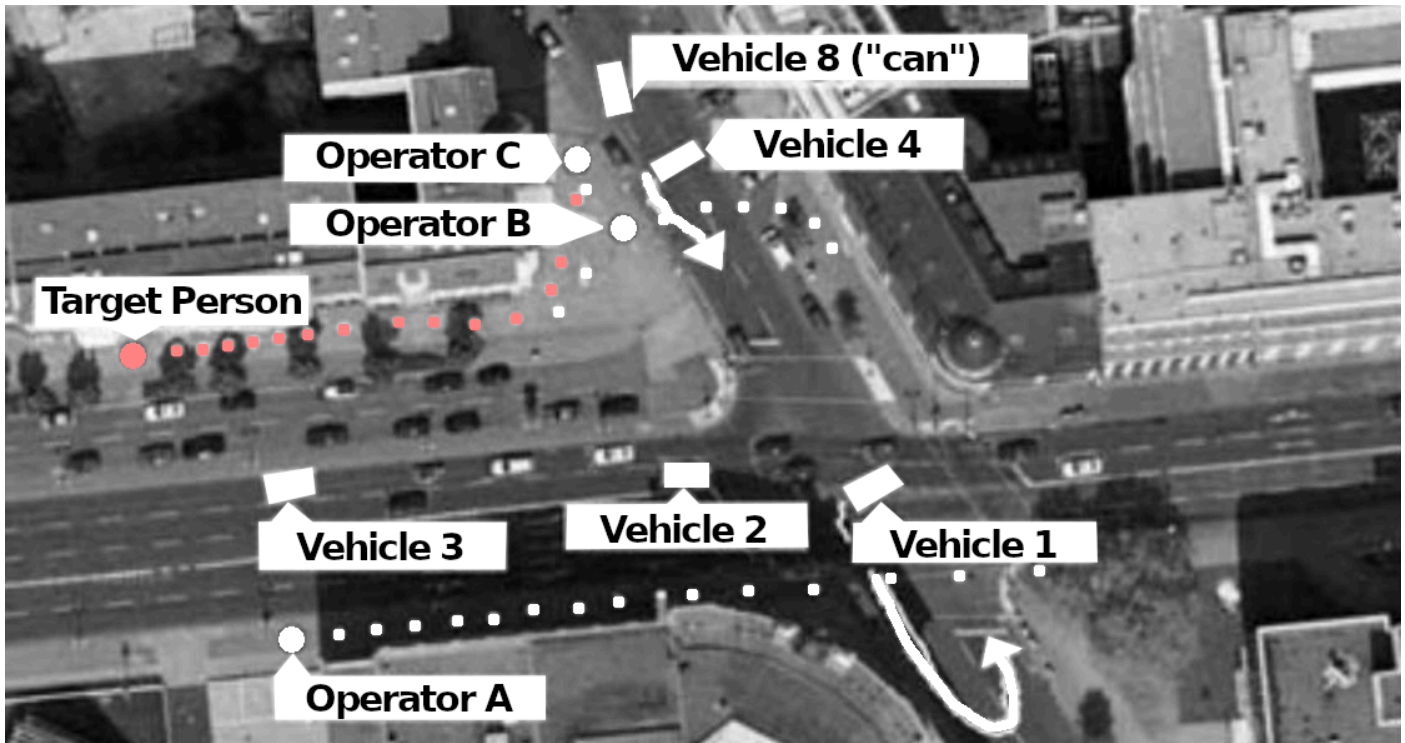 Vehicle 8 ("can")
Operator C
Vehicle 4
Operator B
Target Person
Vehicle 3
Vehicle 2
Vehicle 1
Operator A